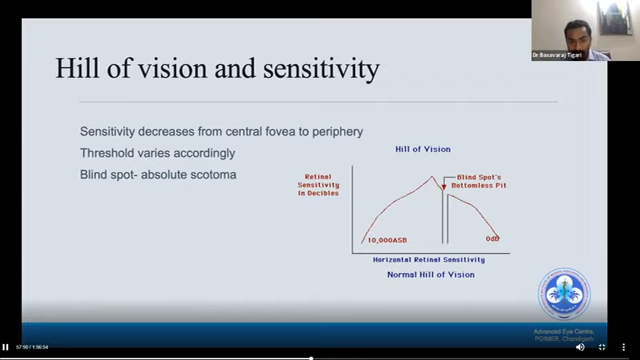 Dr Basavaraj Tigari
Hill of vision and sensitivity
Sensitivity decreases from central fovea to periphery
Threshold varies accordingly
Blind spot- absolute scotoma
Hill of Vision
Retinal
Sensitivity
In Decibles
Blind Spot's
Bottomless Pit
10,000ASB
0dB
Horizontal Retinal Sensitivity
Normal Hill of Vision
Advanced Eye Centre,
PGIMER, Chandigarh
57:50 / 1:56:54